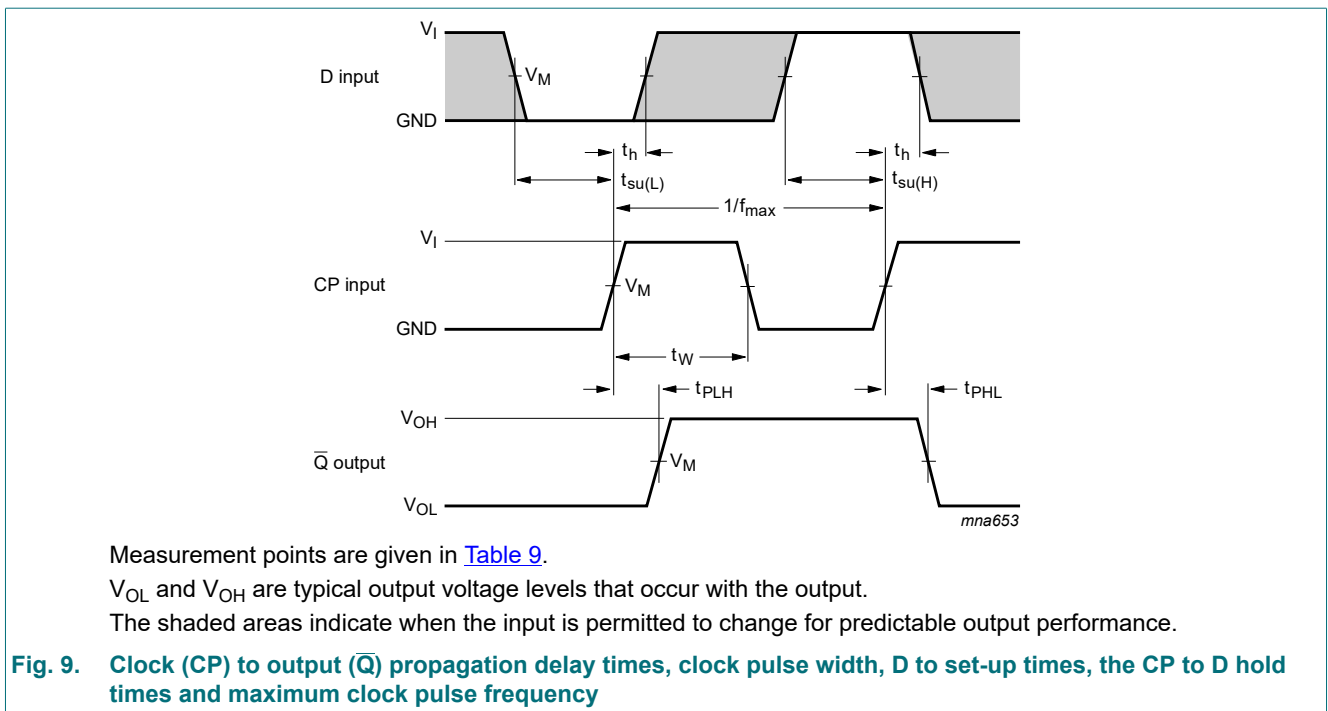 V_I
D input
V_M
GND
t_h
t_h
t_su(L)
t_su(H)
1/f_max
V_I
CP input
V_M
GND
t_W
t_PLH
t_PHL
V_OH
Q̅ output
V_M
V_OL
mna653
Measurement points are given in Table 9.
V_OL and V_OH are typical output voltage levels that occur with the output.
The shaded areas indicate when the input is permitted to change for predictable output performance.
Fig. 9. Clock (CP) to output (Q̅) propagation delay times, clock pulse width, D to set-up times, the CP to D hold
times and maximum clock pulse frequency